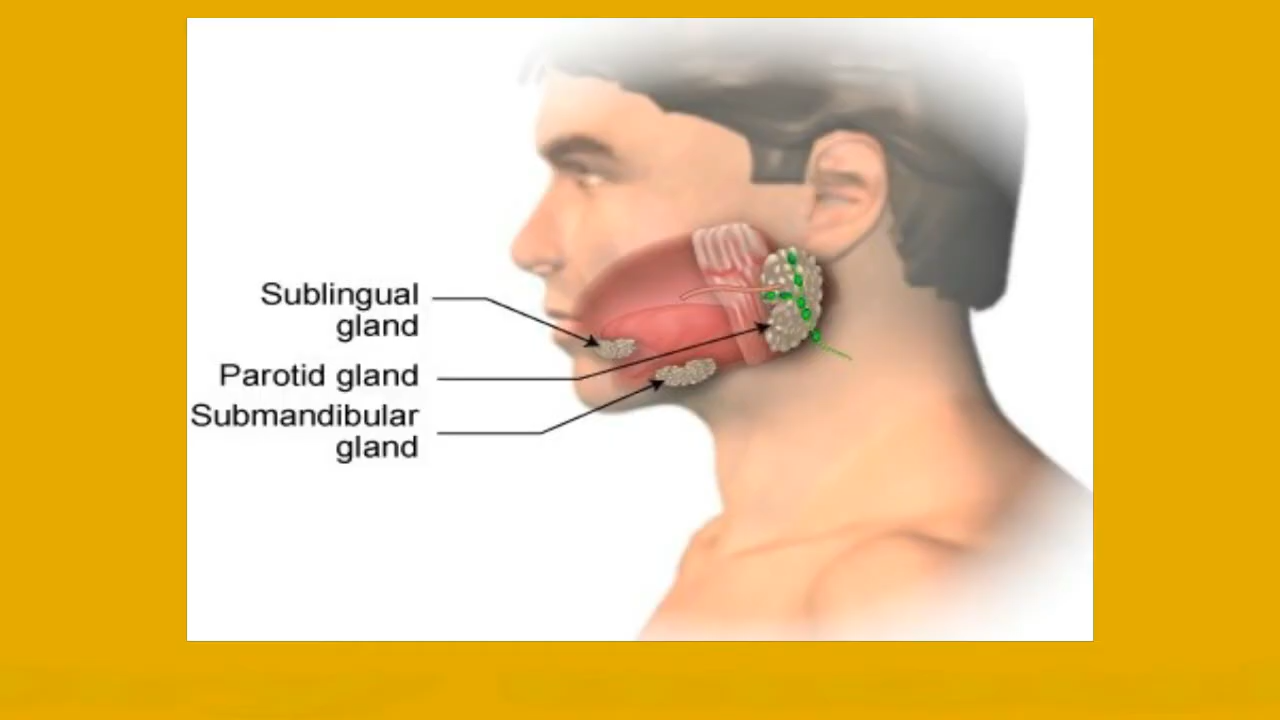 Sublingual
gland
Parotid gland
Submandibular
gland